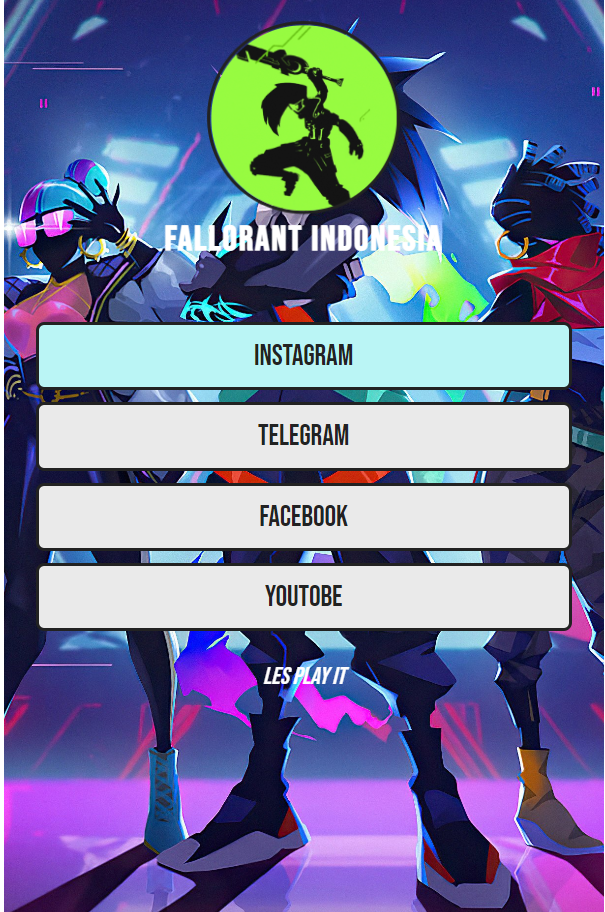 FALLORANT INDONESIA
INSTAGRAM
TELEGRAM
FACEBOOK
YOUTOBE
LES PLAY IT